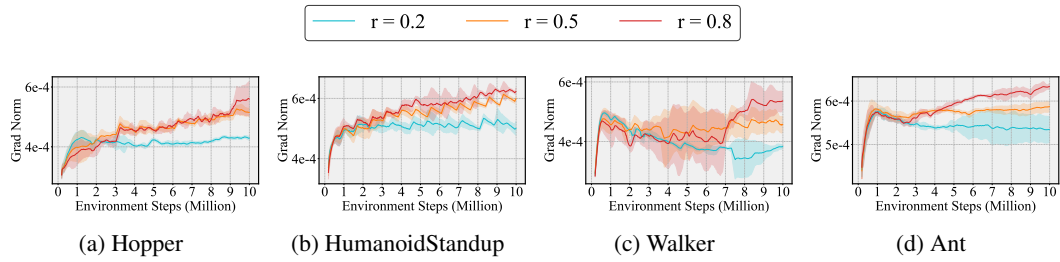 r = 0.2 r = 0.5 r = 0.8
6e-4
4e-4
Grad Norm
0 1 2 3 4 5 6 7 8 9 10
Environment Steps (Million)
(a) Hopper
6e-4
4e-4
Grad Norm
0 1 2 3 4 5 6 7 8 9 10
Environment Steps (Million)
(b) HumanoidStandup
6e-4
4e-4
Grad Norm
0 1 2 3 4 5 6 7 8 9 10
Environment Steps (Million)
(c) Walker
6e-4
5e-4
Grad Norm
0 1 2 3 4 5 6 7 8 9 10
Environment Steps (Million)
(d) Ant